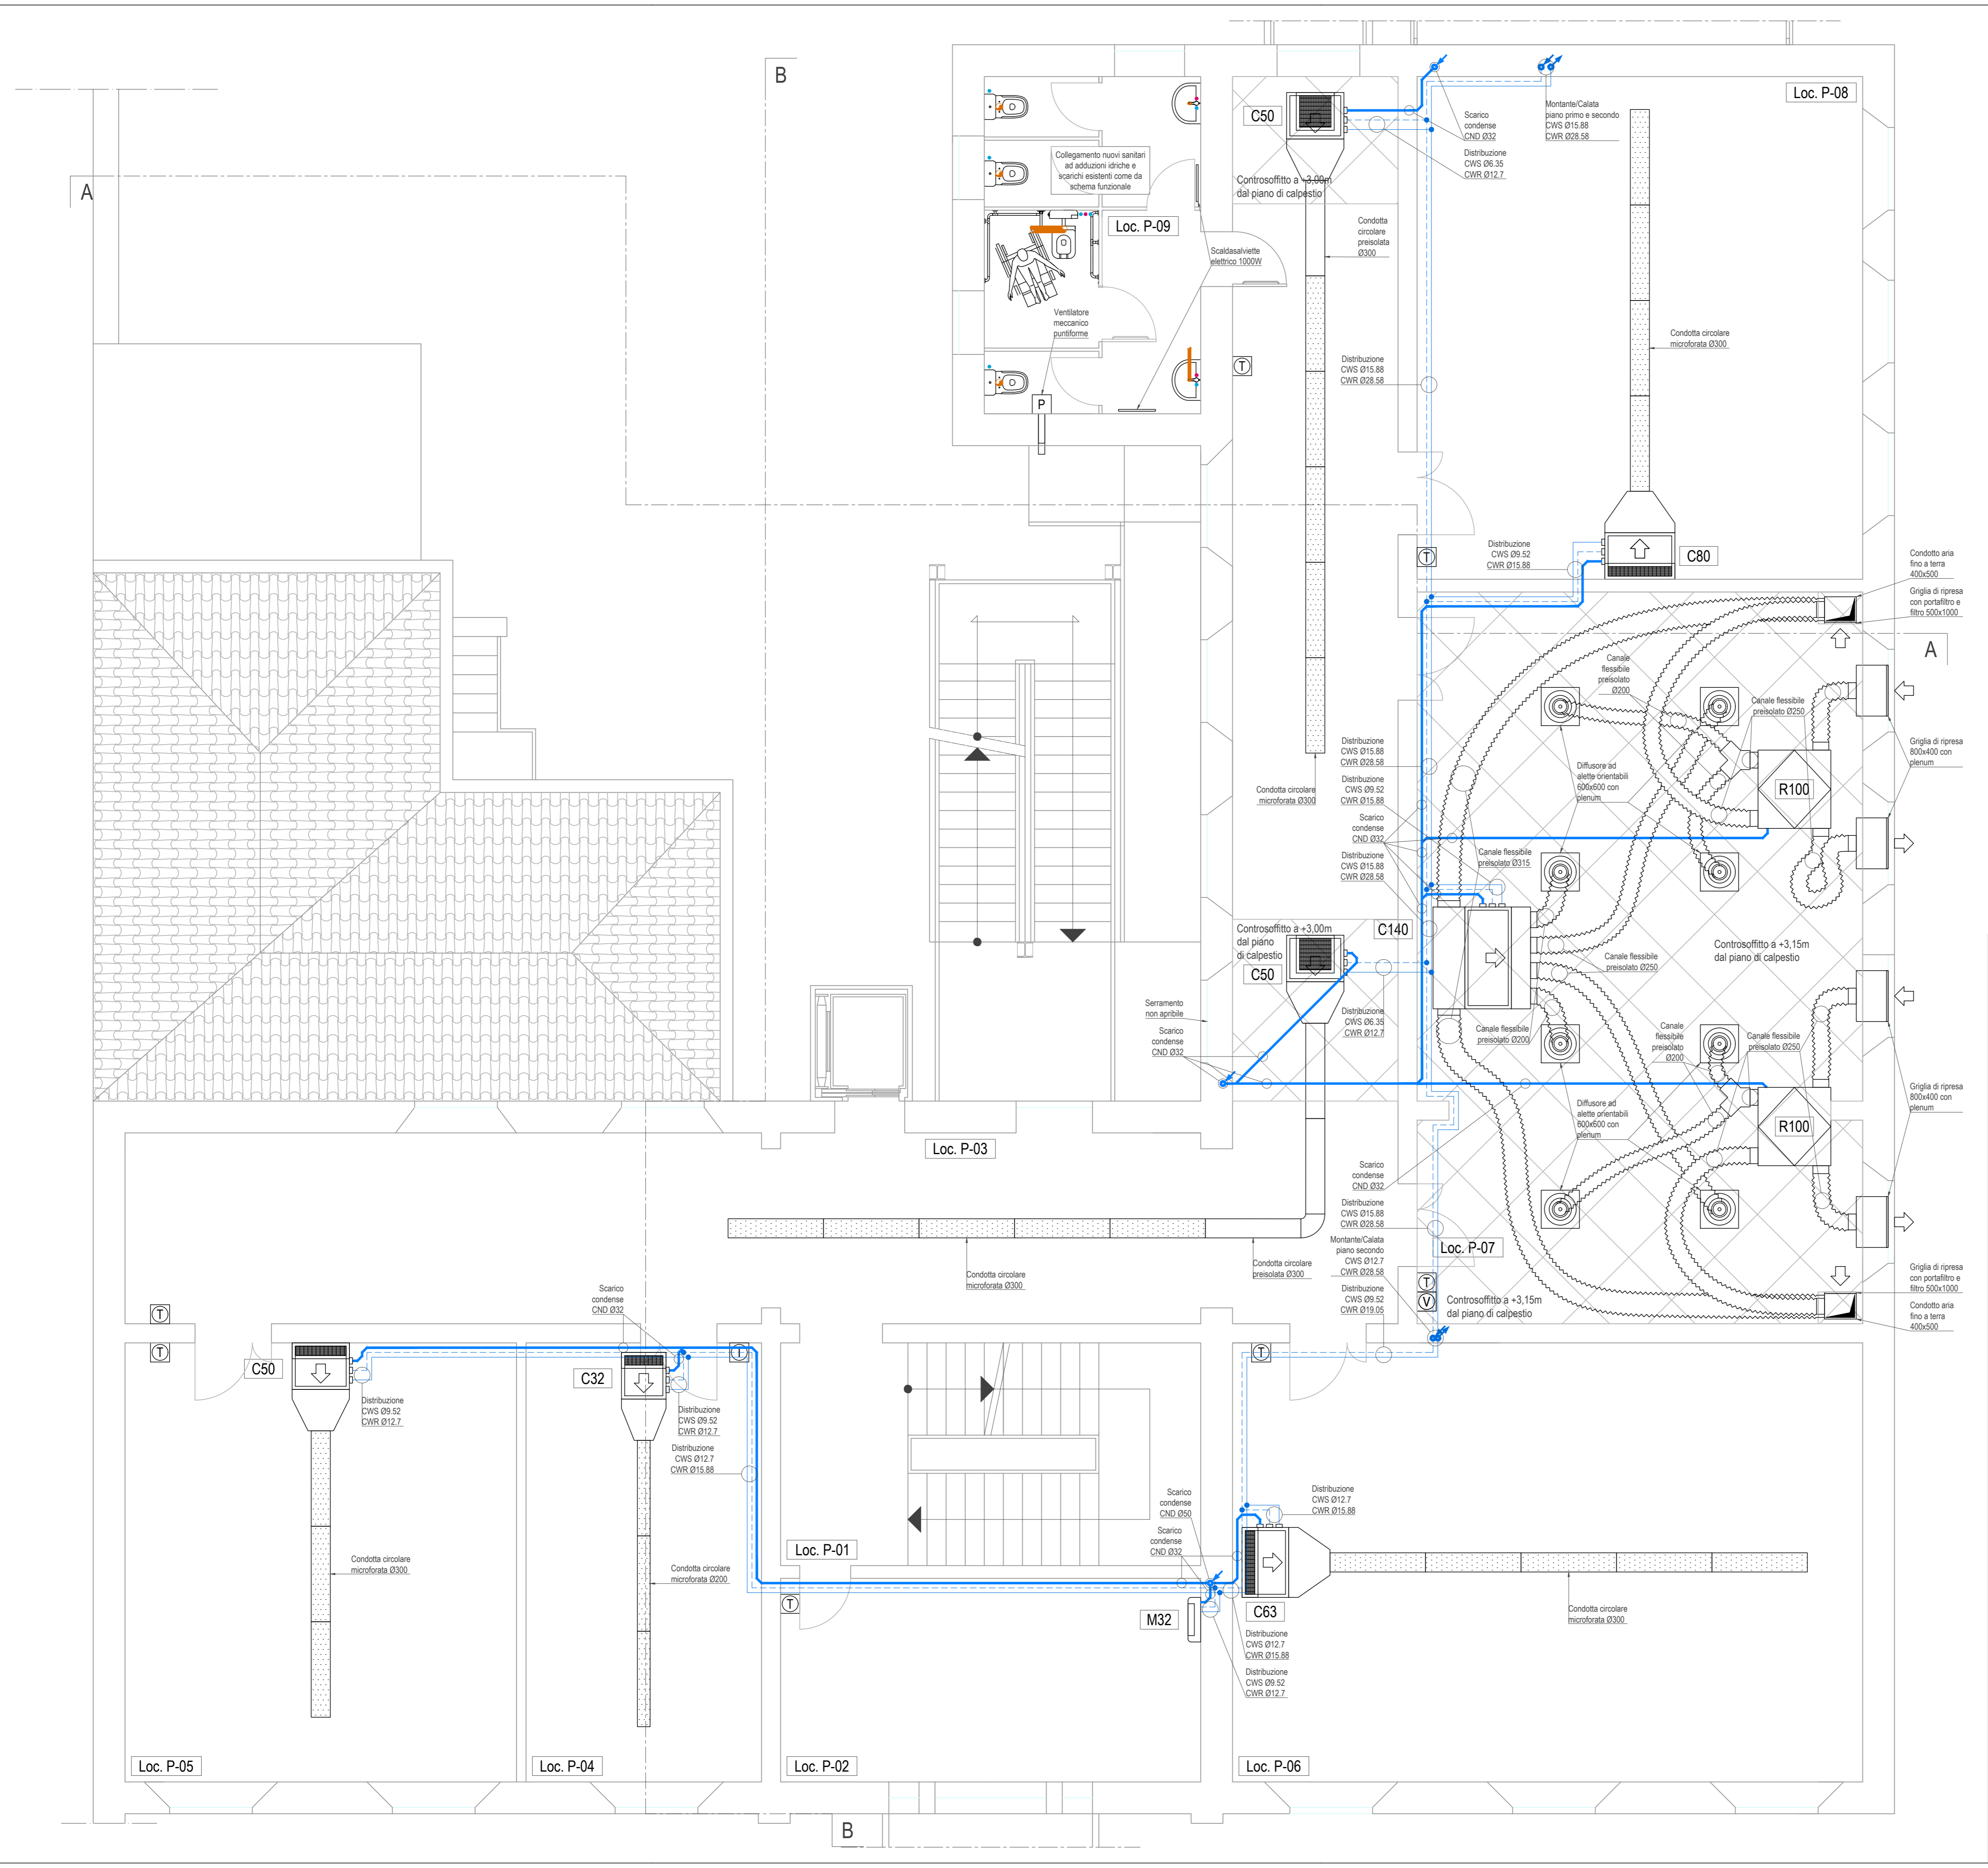 B
A
C50
Scarico
condense
CND Ø32
Montante/Calata
piano primo e secondo
CWS Ø15.88
CWR Ø28.58
Loc. P-08
Distribuzione
CWS Ø6.35
CWR Ø12.7
Collegamento nuovi sanitari
ad adduzioni idriche e
scarichi esistenti come da
schema funzionale
Controsoffitto a +3,00m
dal piano di calpestio
Loc. P-09
Condotta
circolare
preisolata
Ø300
Scaldasalviette
elettrico 1000W
Ventilatore
meccanico
puntiforme
P
T
Distribuzione
CWS Ø15.88
CWR Ø28.58
Condotta circolare
microforata Ø300
Distribuzione
CWS Ø9.52
CWR Ø15.88
T
C80
Condotto aria
fino a terra
400x500
Griglia di ripresa
con portafiltro e
filtro 500x1000
A
Canale
flessibile
preisolato
Ø200
Canale flessibile
preisolato Ø250
Griglia di ripresa
800x400 con
plenum
Distribuzione
CWS Ø15.88
CWR Ø28.58
Distribuzione
CWS Ø9.52
CWR Ø15.88
Scarico
condense
CND Ø32
Distribuzione
CWS Ø15.88
CWR Ø28.58
Condotta circolare
microforata Ø300
Diffusore ad
alette orientabili
600x600 con
plenum
R100
Canale flessibile
preisolato Ø315
C140
Controsoffitto a +3,00m
dal piano
di calpestio
C50
Canale flessibile
preisolato Ø250
Controsoffitto a +3,15m
dal piano di calpestio
Serramento
non apribile
Scarico
condense
CND Ø32
Distribuzione
CWS Ø6.35
CWR Ø12.7
Canale flessibile
preisolato Ø200
Canale
flessibile
preisolato
Ø200
Canale flessibile
preisolato Ø250
Griglia di ripresa
800x400 con
plenum
Diffusore ad
alette orientabili
600x600 con
plenum
R100
Loc. P-03
Scarico
condense
CND Ø32
Distribuzione
CWS Ø15.88
CWR Ø28.58
Montante/Calata
piano secondo
CWS Ø12.7
CWR Ø28.58
Distribuzione
CWS Ø9.52
CWR Ø19.05
Loc. P-07
T
V
Controsoffitto a +3,15m
dal piano di calpestio
Griglia di ripresa
con portafiltro e
filtro 500x1000
Condotto aria
fino a terra
400x500
Condotta circolare
microforata Ø300
Condotta circolare
preisolata Ø300
Scarico
condense
CND Ø32
T
T
T
T
C50
C32
Distribuzione
CWS Ø9.52
CWR Ø12.7
Distribuzione
CWS Ø9.52
CWR Ø12.7
Distribuzione
CWS Ø12.7
CWR Ø15.88
Scarico
condense
CND Ø50
Scarico
condense
CND Ø32
Distribuzione
CWS Ø12.7
CWR Ø15.88
Loc. P-01
Condotta circolare
microforata Ø300
Condotta circolare
microforata Ø200
T
M32
C63
Condotta circolare
microforata Ø300
Distribuzione
CWS Ø12.7
CWR Ø15.88
Distribuzione
CWS Ø9.52
CWR Ø12.7
Loc. P-05
Loc. P-04
Loc. P-02
Loc. P-06
B